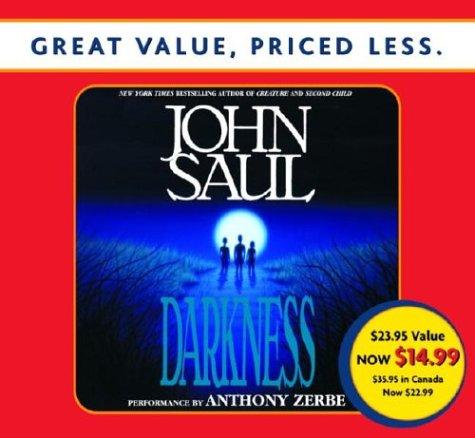 GREAT VALUE, PRICED LESS.
NEW YORK TIMES BESTSELLING AUTHOR OF CREATURE AND SECOND CHILD
JOHN
SAUL
DARKNESS
PERFORMANCE BY ANTHONY ZERBE
$23.95 Value
NOW $14.99
$35.95 in Canada
Now $22.99